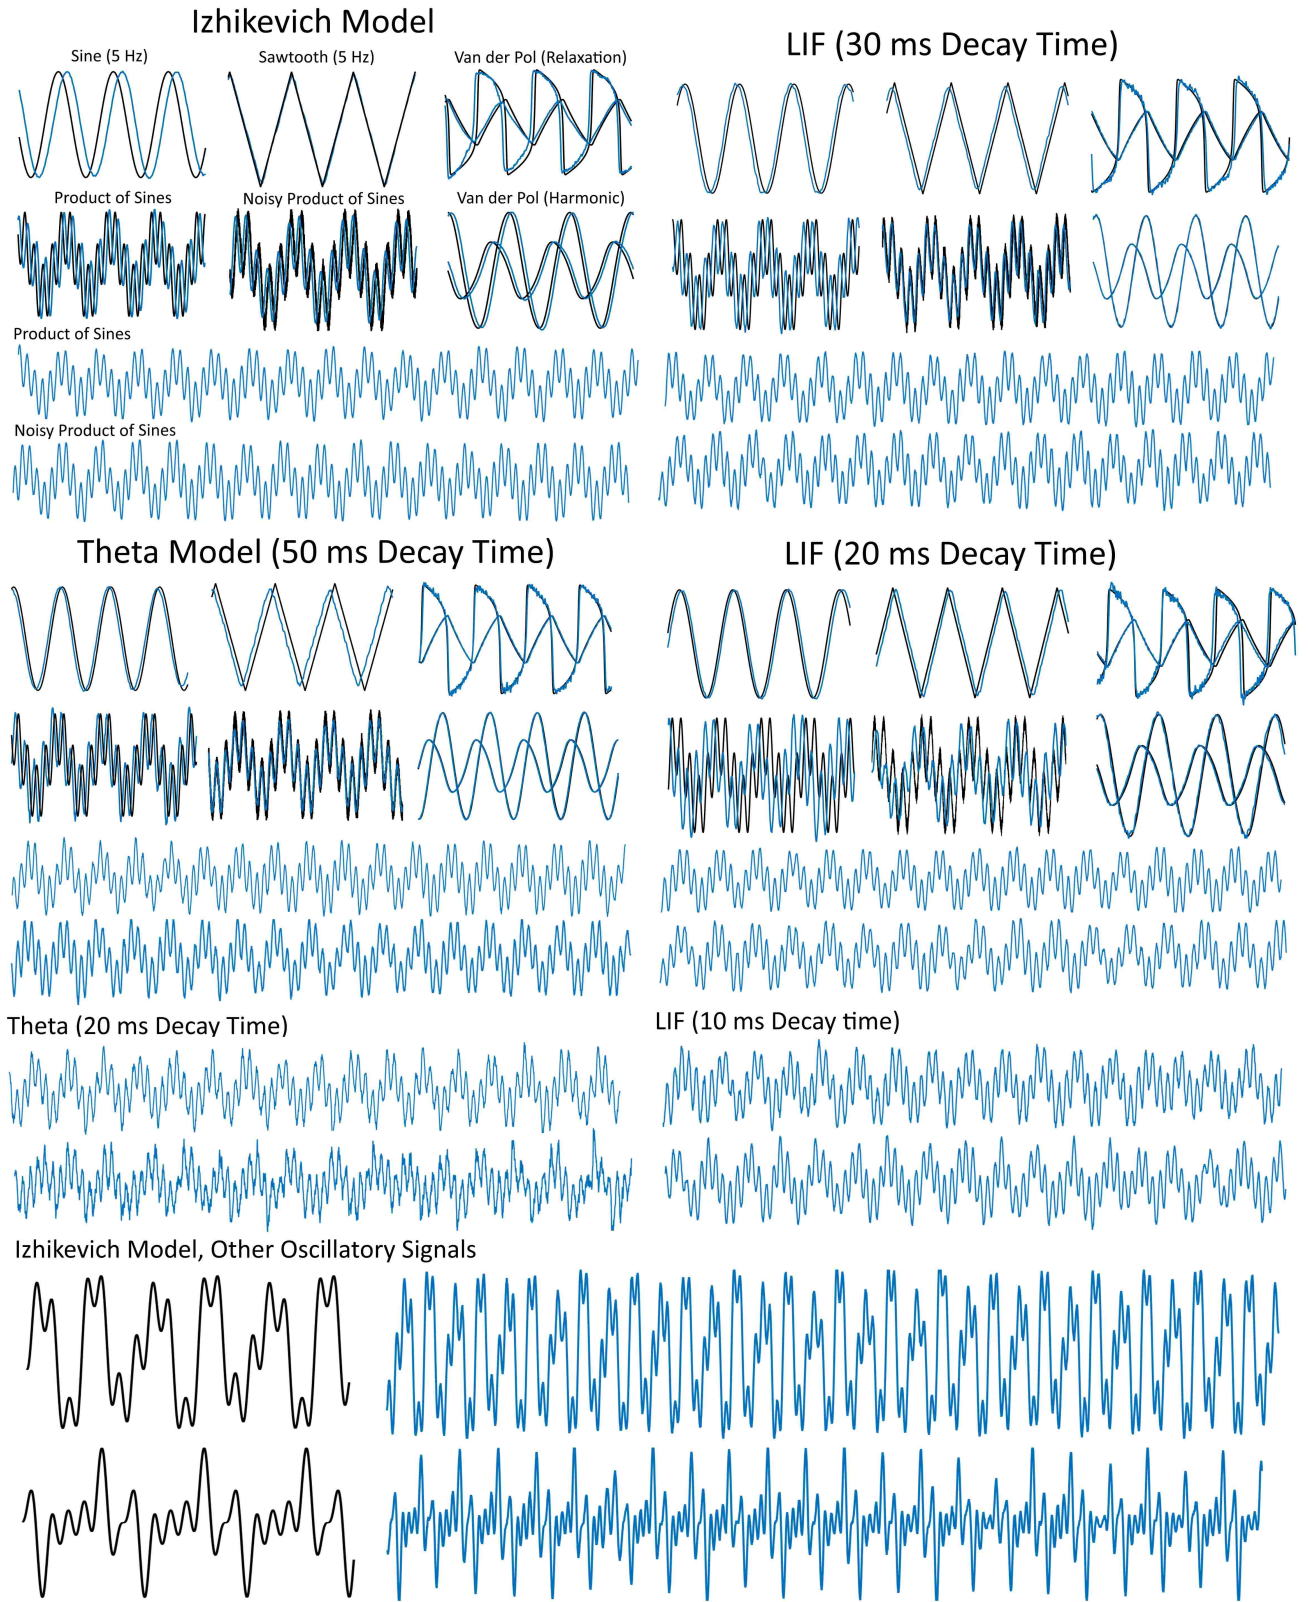 Izhikevich Model
LIF (30 ms Decay Time)
Sine (5 Hz)
Sawtooth (5 Hz)
Van der Pol (Relaxation)
Product of Sines
Noisy Product of Sines
Van der Pol (Harmonic)
Product of Sines
Noisy Product of Sines
Theta Model (50 ms Decay Time)
LIF (20 ms Decay Time)
Theta (20 ms Decay Time)
LIF (10 ms Decay time)
Izhikevich Model, Other Oscillatory Signals